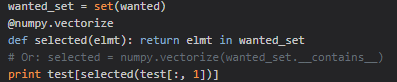 wanted_set = set(wanted)
@numpy.vectorize
def selected(elmt): return elmt in wanted_set
# Or: selected = numpy.vectorize(wanted_set.__contains__)
print test[selected(test[:, 1])]